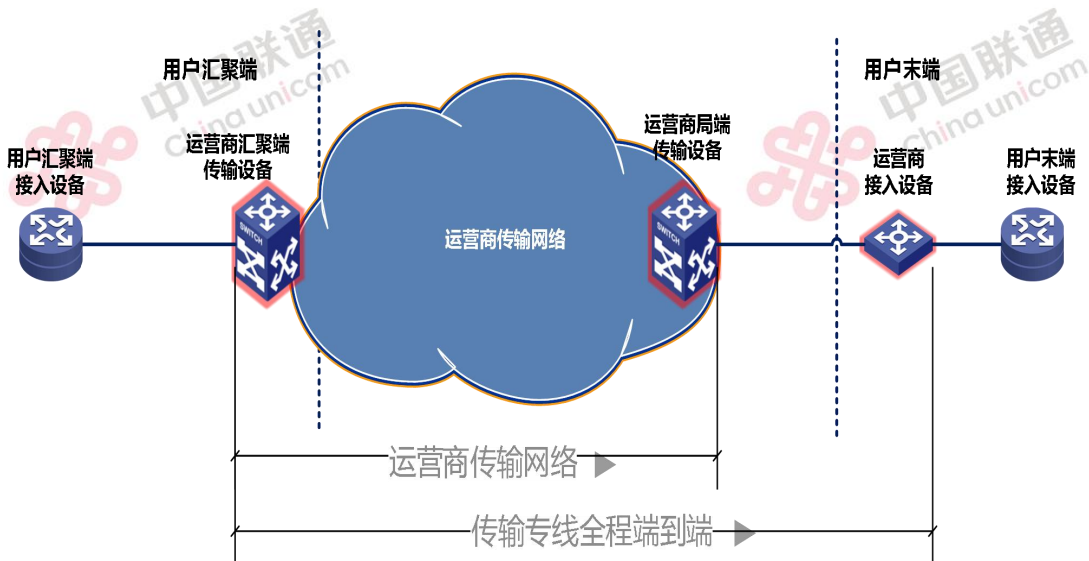 中国联通
China unicom
中国联通
China unicom
用户汇聚端
用户末端
运营商汇聚端
传输设备
运营商局端
传输设备
用户汇聚端
接入设备
运营商
接入设备
用户末端
接入设备
SWITCH
运营商传输网络
SWITCH
运营商传输网络
传输专线全程端到端